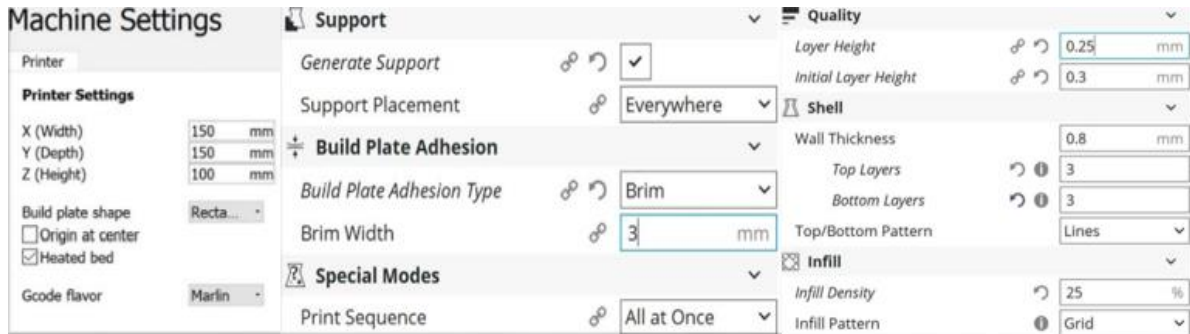 Machine Settings
Printer
Printer Settings
X (Width) 150 mm
Y (Depth) 150 mm
Z (Height) 100 mm
Build plate shape Recta...
Origin at center
Heated bed
Gcode flavor Marlin
Support
Generate Support
Support Placement Everywhere
Build Plate Adhesion
Build Plate Adhesion Type Brim
Brim Width 3 mm
Special Modes
Print Sequence All at Once
Quality
Layer Height 0.25 mm
Initial Layer Height 0.3 mm
Shell
Wall Thickness 0.8 mm
Top Layers 3
Bottom Layers 3
Top/Bottom Pattern Lines
Infill
Infill Density 25 %
Infill Pattern Grid